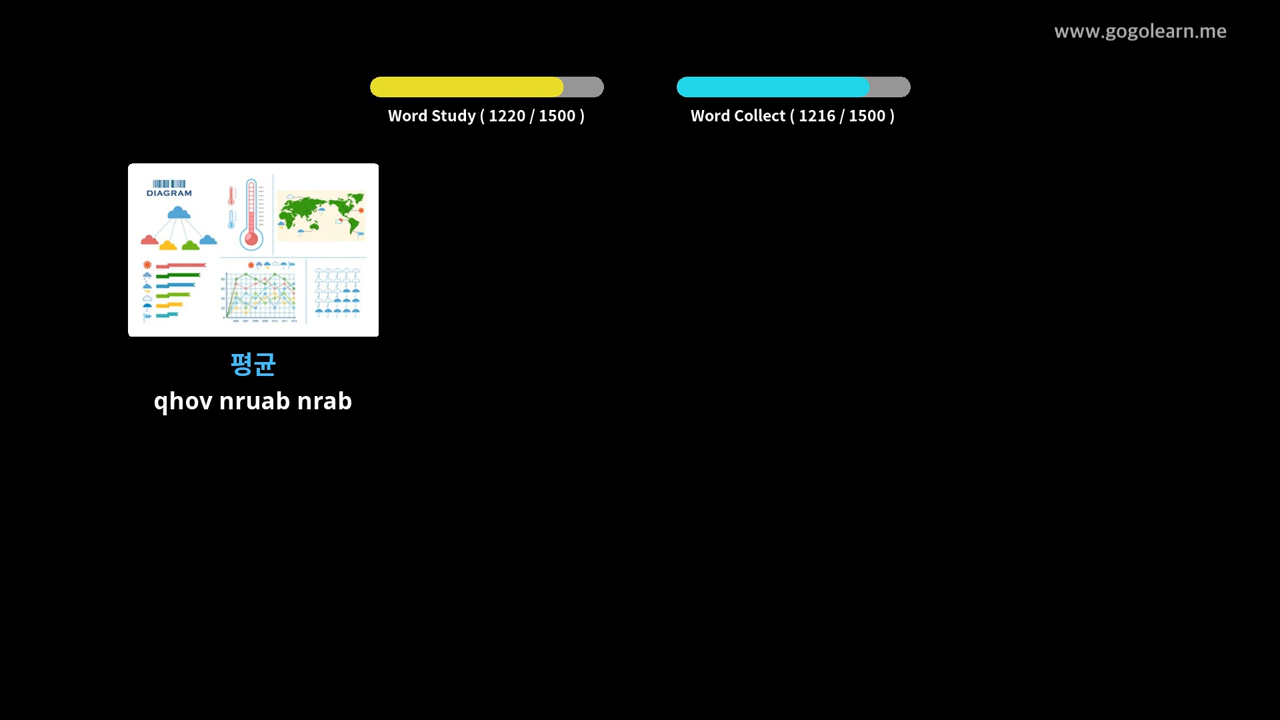 www.gogolearn.me
Word Study ( 1220 / 1500 )
Word Collect ( 1216 / 1500 )
DIAGRAM
평균
qhov nruab nrab